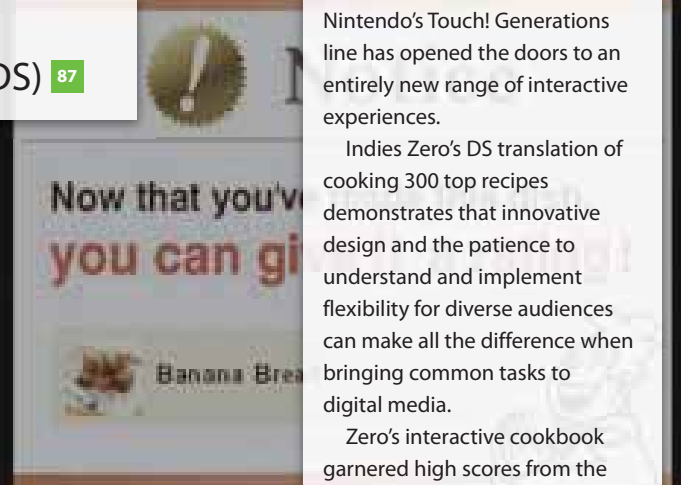 DS) 87
Now that you've
you can gi
Banana Brea
Nintendo's Touch! Generations
line has opened the doors to an
entirely new range of interactive
experiences.
Indies Zero's DS translation of
cooking 300 top recipes
demonstrates that innovative
design and the patience to
understand and implement
flexibility for diverse audiences
can make all the difference when
bringing common tasks to
digital media.
Zero's interactive cookbook
garnered high scores from the